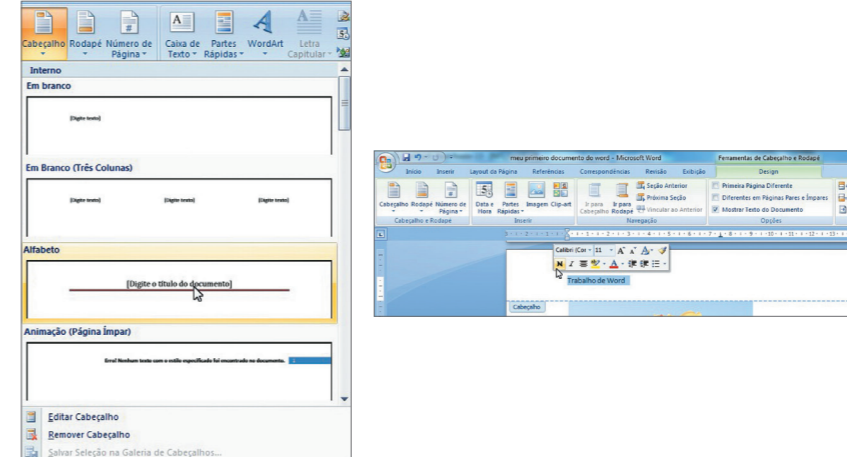 Cabeçalho Rodapé Número de Página Caixa de Texto Partes Rápidas WordArt Letra Capitular
Interno
Em branco
[Digite texto]
Em Branco (Três Colunas)
[Digite texto] [Digite texto] [Digite texto]
Alfabeto
[Digite o título do documento]
Animação (Página Ímpar)
Erro! Nenhum texto com o estilo especificado foi encontrado no documento.
Editar Cabeçalho
Remover Cabeçalho
Salvar Seleção na Galeria de Cabeçalhos...
meu primeiro documento do word - Microsoft Word Ferramentas de Cabeçalho e Rodapé
Início Inserir Layout da Página Referências Correspondências Revisão Exibição Design
Cabeçalho Rodapé Número de Página Data e Hora Partes Rápidas Imagem Clip-art Ir para Cabeçalho Ir para Rodapé
Seção Anterior
Próxima Seção
Vincular ao Anterior
Primeira Página Diferente
Diferentes em Páginas Pares e Ímpares
Mostrar Texto do Documento
Cabeçalho e Rodapé Inserir Navegação Opções
Calibri (Cor 11
N I
Trabalho de Word
Cabeçalho